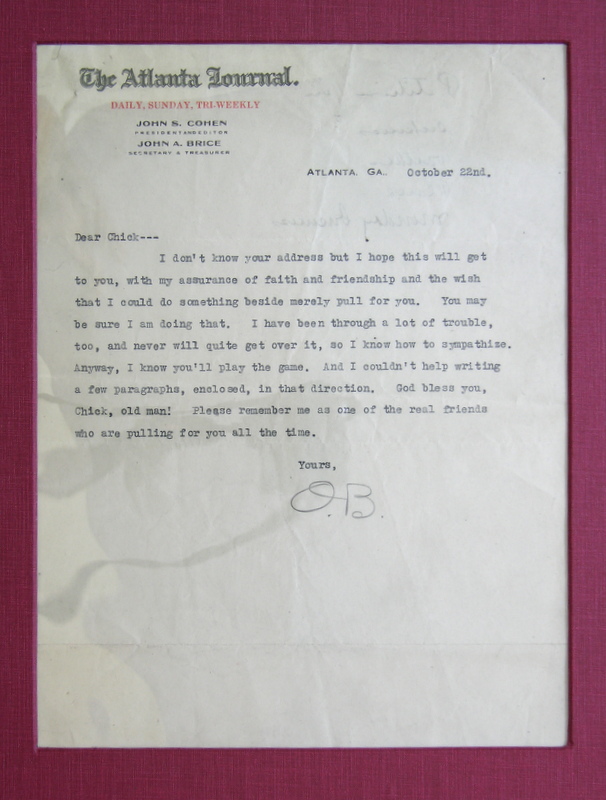 The Atlanta Journal.
DAILY, SUNDAY, TRI-WEEKLY
JOHN S. COHEN
PRESIDENT AND EDITOR
JOHN A. BRICE
SECRETARY & TREASURER
ATLANTA, GA., October 22nd.
Dear Chick---
I don't know your address but I hope this will get
to you, with my assurance of faith and friendship and the wish
that I could do something beside merely pull for you. You may
be sure I am doing that. I have been through a lot of trouble,
too, and never will quite get over it, so I know how to sympathize.
Anyway, I know you'll play the game. And I couldn't help writing
a few paragraphs, enclosed, in that direction. God bless you,
Chick, old man! Please remember me as one of the real friends
who are pulling for you all the time.
Yours,
O.B.